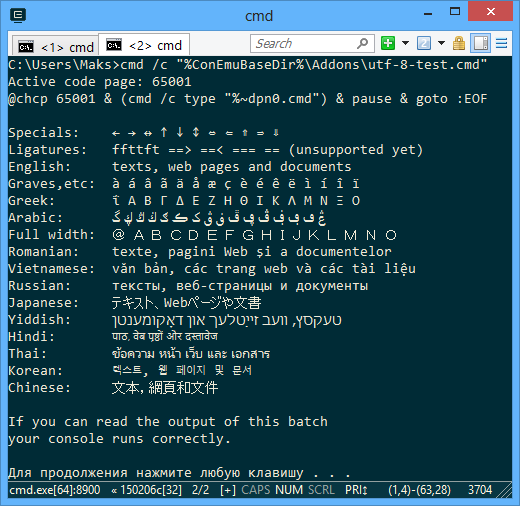 cmd
<1> cmd
<2> cmd
Search
C:\Users\Maks>cmd /c "%ConEmuBaseDir%\Addons\utf-8-test.cmd"
Active code page: 65001
@chcp 65001 & (cmd /c type "%~dpn0.cmd") & pause & goto :EOF
Specials: ← → ↔ ↑ ↓ ↕ ⇔ ⇐ ⇑ ⇒ ⇓
Ligatures: ffttft ==> ==< === == (unsupported yet)
English: texts, web pages and documents
Graves,etc: à á â ã ä å æ ç è é ê ë ì í î ï
Greek: ΐ Α Β Γ Δ Ε Ζ Η Θ Ι Κ Λ Μ Ν Ξ Ο
Arabic:
Full width: @ A B C D E F G H I J K L M N O
Romanian: texte, pagini Web și a documentelor
Vietnamese: văn bản, các trang web và các tài liệu
Russian: тексты, веб-страницы и документы
Japanese: テキスト、Webページや文書
Yiddish: טעקסץ, וועב זייַטלעך און דאָקומענטן
Hindi: पाठ, वेब पृष्ठों और दस्तावेज
Thai: ข้อความ หน้า เว็บ และ เอกสาร
Korean: 텍스트, 웹 페이지 및 문서
Chinese: 文本，網頁和文件
If you can read the output of this batch
your console runs correctly.
Для продолжения нажмите любую клавишу . . .
cmd.exe[64]:8900 « 150206c[32] 2/2 [+] CAPS NUM SCRL PRI↕ (1,4)-(63,28) 3704